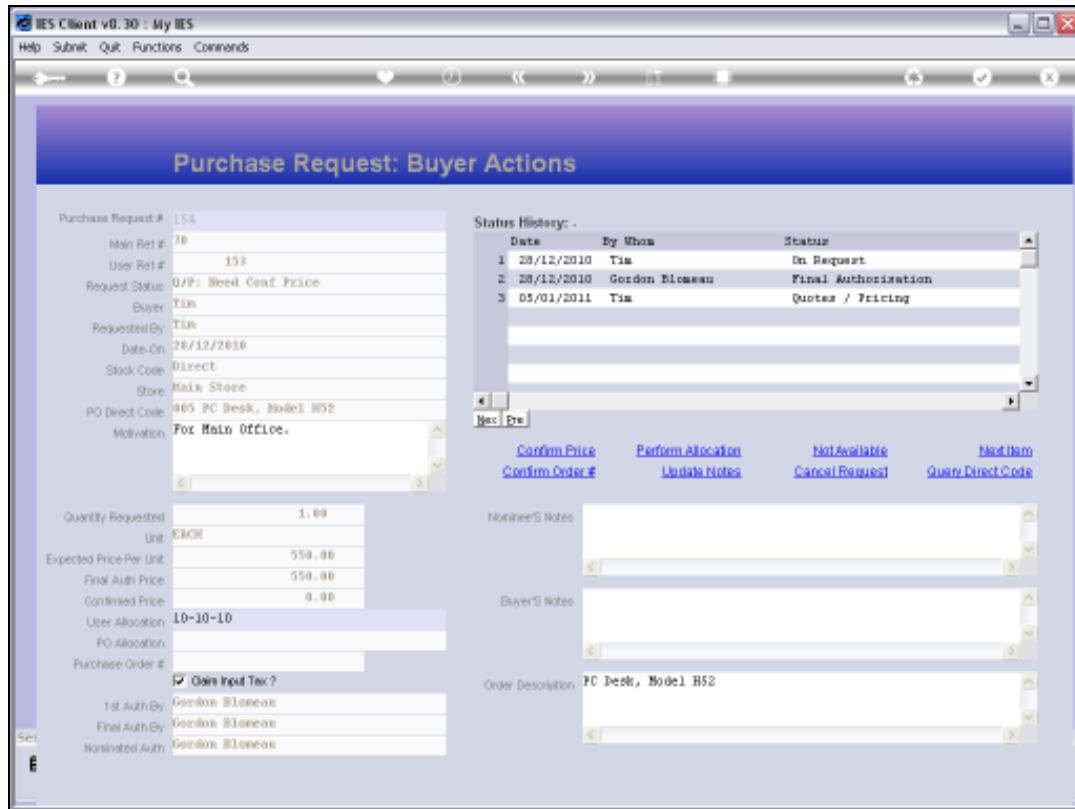 IES Client v8.30 : My IES
Help Submit Quit Functions Commands
Purchase Request: Buyer Actions
Purchase Request # 154
Main Ref # 70
User Ref # 153
Request Status Q/P: Need Conf Price
Buyer Tim
Requested By Tim
Date-On 28/12/2010
Stock Code Direct
Store Main Store
PO Direct Code 005 PC Desk, Model H52
Motivation For Main Office.
Status History: -
Date By Whom Status
1 28/12/2010 Tim On Request
2 28/12/2010 Gordon Blomeau Final Authorisation
3 05/01/2011 Tim Quotes / Pricing
Nex Pre
Confirm Price Perform Allocation Not Available Next Item
Confirm Order # Update Notes Cancel Request Query Direct Code
Quantity Requested 1.00
Unit EACH
Expected Price Per Unit 550.00
Final Auth Price 550.00
Confirmed Price 0.00
User Allocation 10-10-10
PO Allocation
Purchase Order #
Claim Input Tax ?
1st Auth By Gordon Blomeau
Final Auth By Gordon Blomeau
Nominated Auth Gordon Blomeau
Nominee'S Notes
Buyer'S Notes
Order Description PC Desk, Model H52